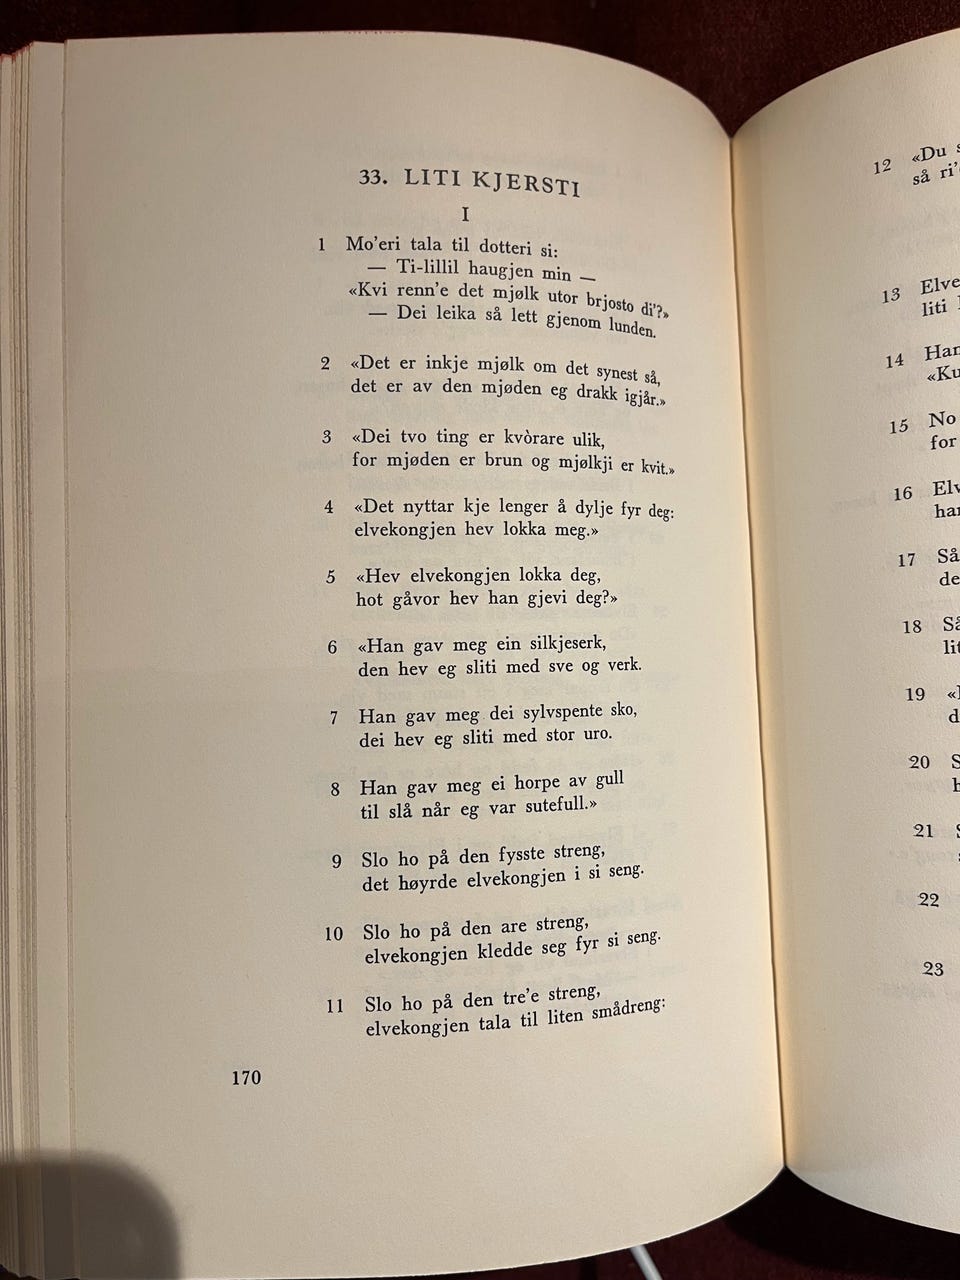 33. LITI KJERSTI
I
1 Mo'eri tala til dotteri si:
— Ti-lillil haugjen min —
«Kvi renn'e det mjølk utor brjosto di'?»
— Dei leika så lett gjenom lunden.
2 «Det er inkje mjølk om det synest så,
det er av den mjøden eg drakk igjår.»
3 «Dei tvo ting er kvòrare ulik,
for mjøden er brun og mjølkji er kvit.»
4 «Det nyttar kje lenger å dylje fyr deg:
elvekongjen hev lokka meg.»
5 «Hev elvekongjen lokka deg,
hot gåvor hev han gjevi deg?»
6 «Han gav meg ein silkjeserk,
den hev eg sliti med sve og verk.
7 Han gav meg dei sylvspente sko,
dei hev eg sliti med stor uro.
8 Han gav meg ei horpe av gull
til slå når eg var sutefull.»
9 Slo ho på den fysste streng,
det høyrde elvekongjen i si seng.
10 Slo ho på den are streng,
elvekongjen kledde seg fyr si seng.
11 Slo ho på den tre'e streng,
elvekongjen tala til liten smådreng:
170
12 «Du
så ri'
13 Elve
liti
14 Han
«Ku
15 No
for
16 Elv
han
17 Så
de
18 Så
lit
19
20
21
22
23